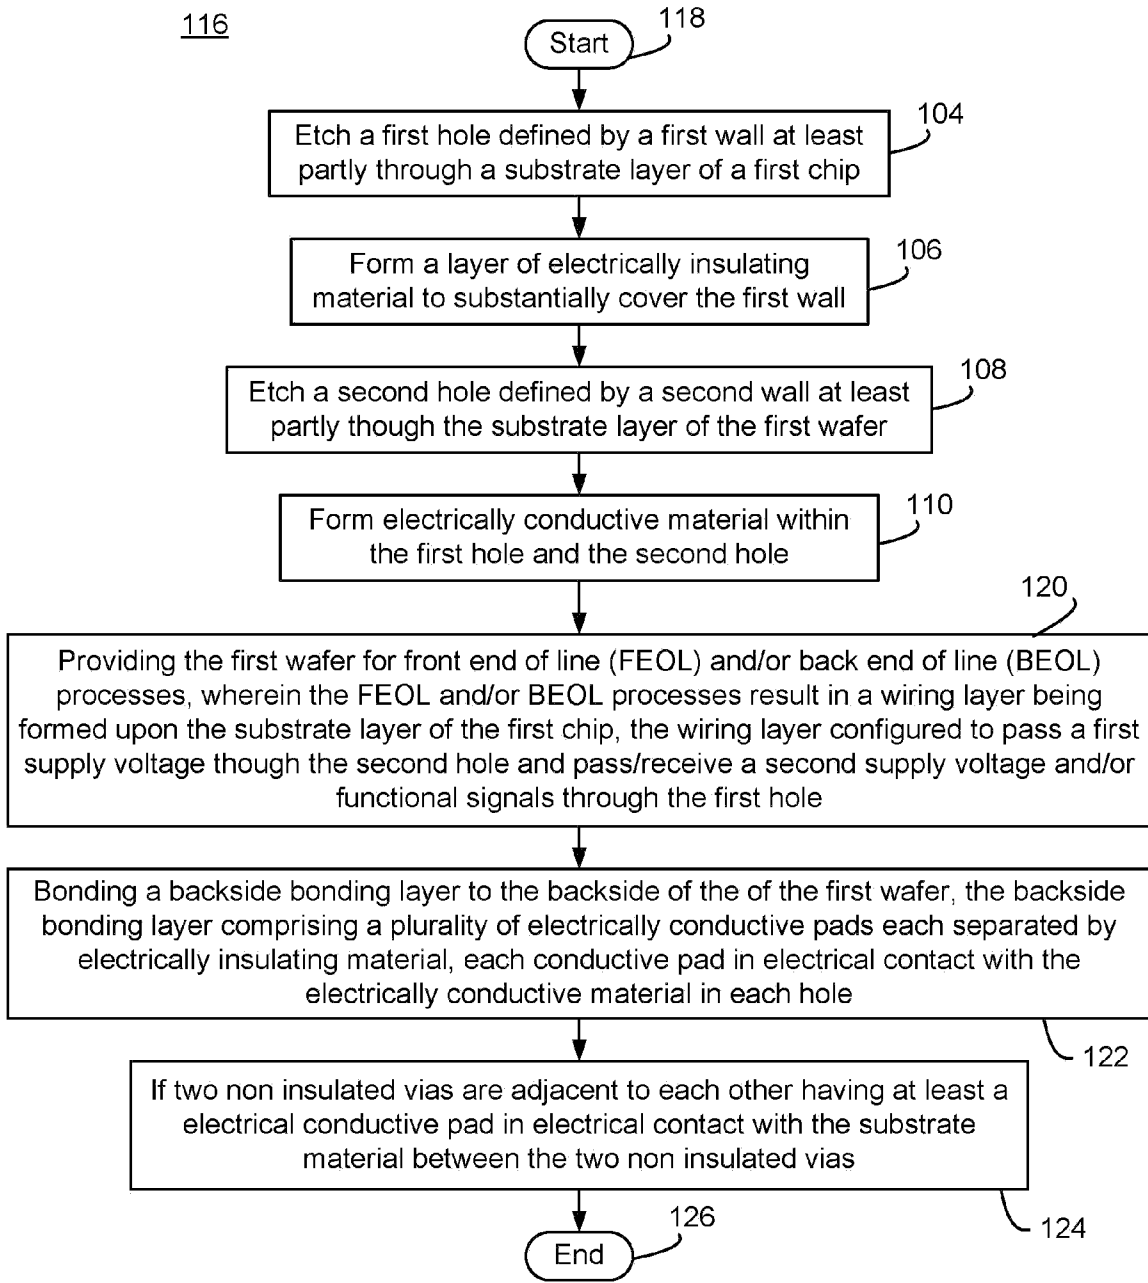 116
Start
118
Etch a first hole defined by a first wall at least
partly through a substrate layer of a first chip
104
Form a layer of electrically insulating
material to substantially cover the first wall
106
Etch a second hole defined by a second wall at least
partly though the substrate layer of the first wafer
108
Form electrically conductive material within
the first hole and the second hole
110
120
Providing the first wafer for front end of line (FEOL) and/or back end of line (BEOL)
processes, wherein the FEOL and/or BEOL processes result in a wiring layer being
formed upon the substrate layer of the first chip, the wiring layer configured to pass a first
supply voltage though the second hole and pass/receive a second supply voltage and/or
functional signals through the first hole
Bonding a backside bonding layer to the backside of the of the first wafer, the backside
bonding layer comprising a plurality of electrically conductive pads each separated by
electrically insulating material, each conductive pad in electrical contact with the
electrically conductive material in each hole
122
If two non insulated vias are adjacent to each other having at least a
electrical conductive pad in electrical contact with the substrate
material between the two non insulated vias
124
End
126